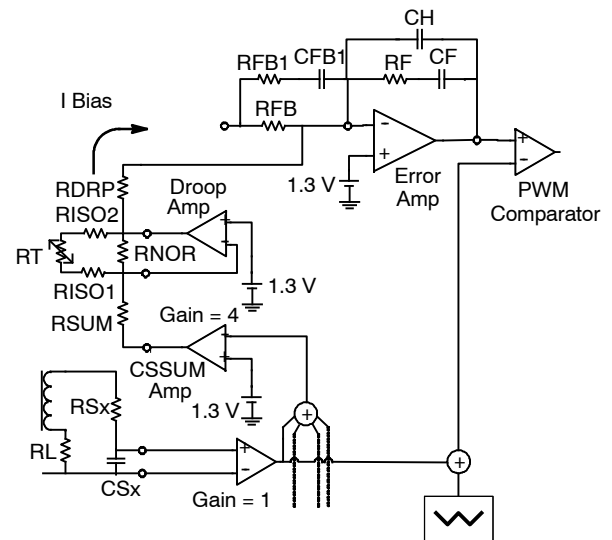 CH
RFB1 CFB1 RF CF
I Bias
RFB
-
+
1.3 V
Error
Amp
+
-
PWM
Comparator
RDRP
Droop
Amp
RISO2
RT
RNOR
+
-
1.3 V
RISO1
RSUM
Gain = 4
CSSUM
Amp
+
+
1.3 V
RSx
RL
CSx
+
-
Gain = 1
+
+